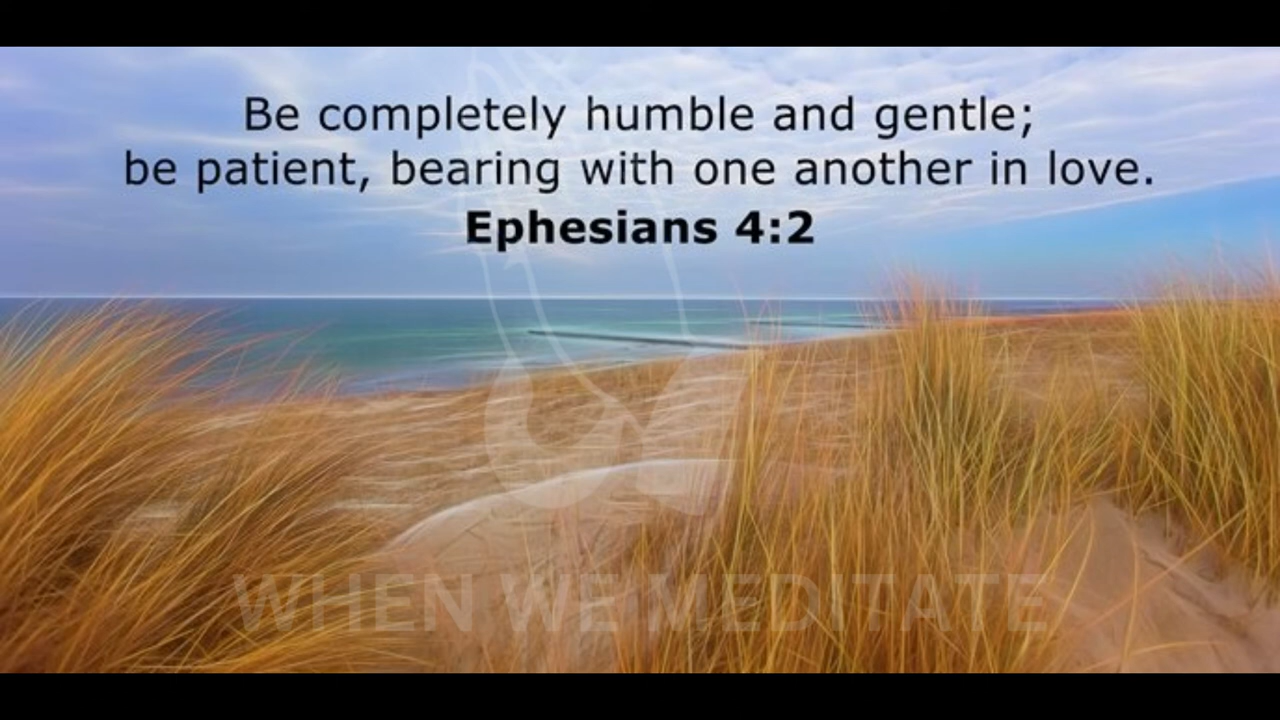 Be completely humble and gentle;
be patient, bearing with one another in love.
Ephesians 4:2
WHEN WE MEDITATE